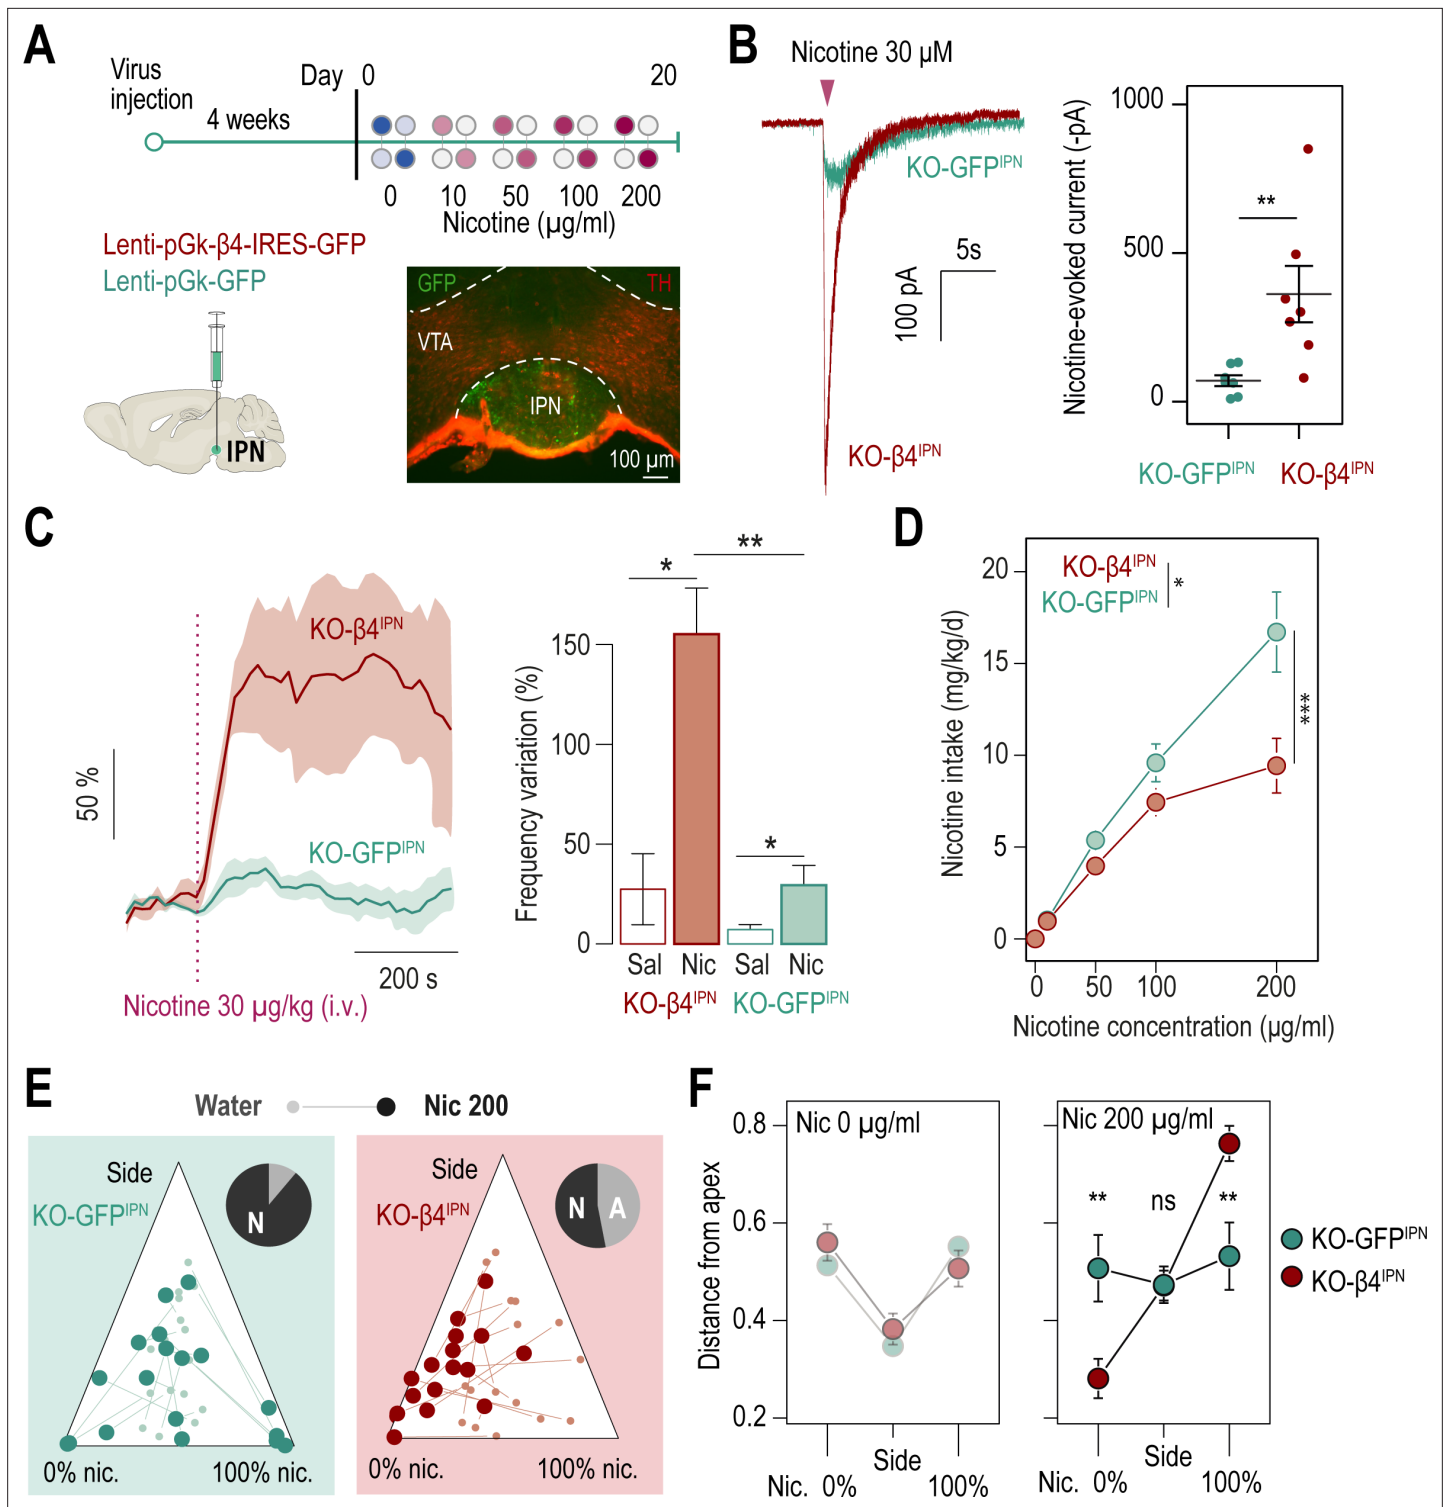 A
Virus
injection
4 weeks
Day 0 20
0 10 50 100 200
Nicotine (µg/ml)
Lenti-pGk-β4-IRES-GFP
Lenti-pGk-GFP
IPN
GFP TH
VTA
IPN
100 µm
B
Nicotine 30 µM
KO-GFPIPN
5s
100 pA
KO-β4IPN
Nicotine-evoked current (-pA)
1000
500
0
**
KO-GFPIPN KO-β4IPN
C
KO-β4IPN
50 %
KO-GFPIPN
200 s
Nicotine 30 µg/kg (i.v.)
Frequency variation (%)
150
100
50
0
* **
*
Sal Nic Sal Nic
KO-β4IPN KO-GFPIPN
D
Nicotine intake (mg/kg/d)
20
15
10
5
0
KO-β4IPN
KO-GFPIPN
*
***
0 50 100 200
Nicotine concentration (µg/ml)
E
Water Nic 200
Side
KO-GFPIPN
N
0% nic. 100% nic.
Side
KO-β4IPN
N A
0% nic. 100% nic.
F
Distance from apex
0.8
0.6
0.4
0.2
Nic 0 µg/ml
Side
Nic. 0% 100%
Nic 200 µg/ml
** ns **
Side
Nic. 0% 100%
KO-GFPIPN
KO-β4IPN